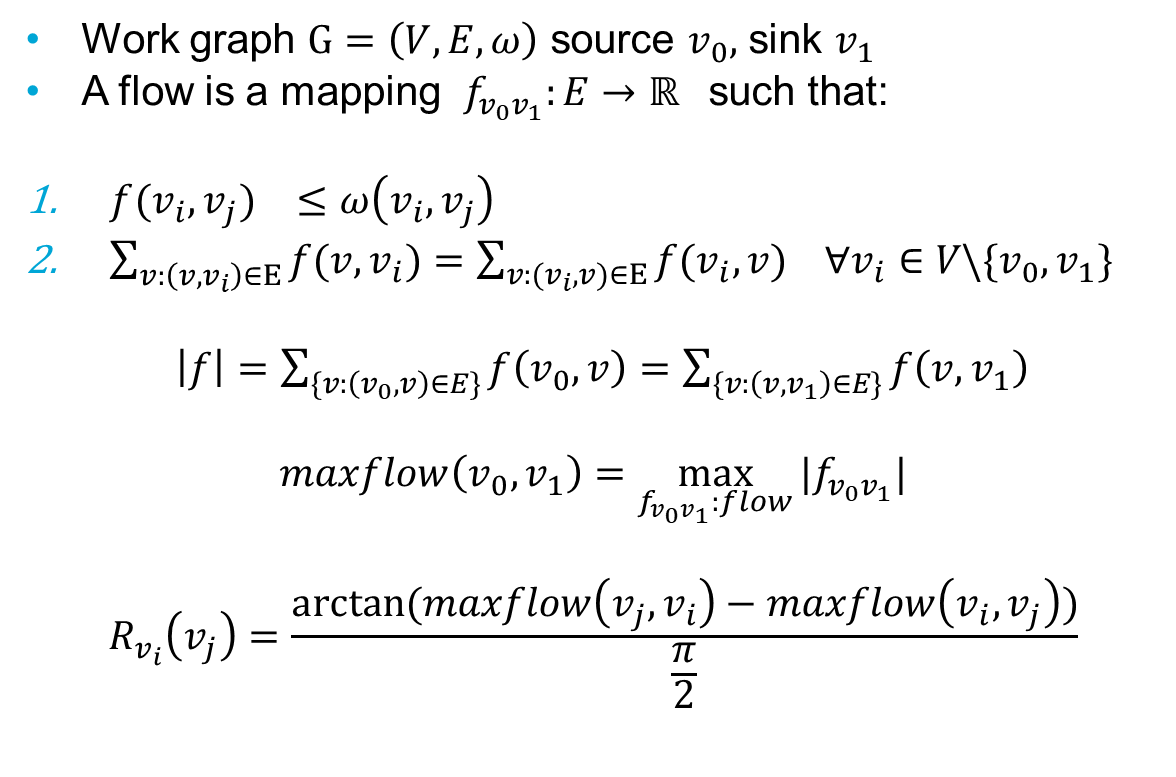 • Work graph G = (V, E, ω) source v₀, sink v₁
• A flow is a mapping f_{v₀v₁}: E → ℝ such that:
1. f(vᵢ, vⱼ) ≤ ω(vᵢ, vⱼ)
2. ∑_{v:(v,vᵢ)∈E} f(v, vᵢ) = ∑_{v:(vᵢ,v)∈E} f(vᵢ, v) ∀vᵢ ∈ V\{v₀, v₁}
|f| = ∑_{{v:(v₀,v)∈E}} f(v₀, v) = ∑_{{v:(v,v₁)∈E}} f(v, v₁)
maxflow(v₀, v₁) = max_{f_{v₀v₁}:flow} |f_{v₀v₁}|
R_{vᵢ}(vⱼ) = arctan(maxflow(vⱼ, vᵢ) − maxflow(vᵢ, vⱼ)) / (π/2)